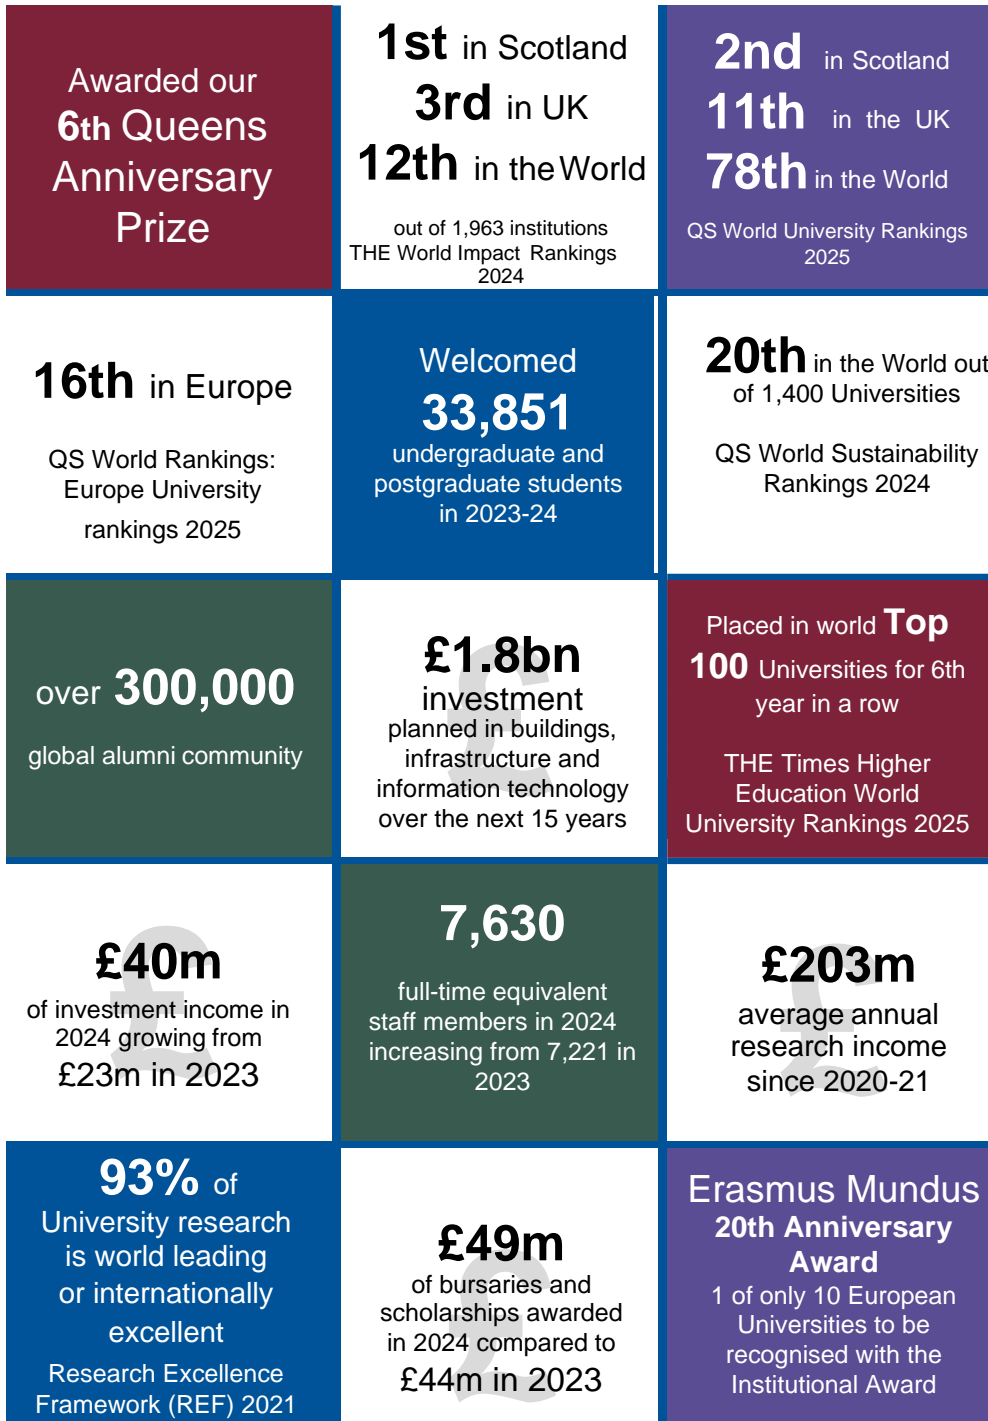 Awarded our
6th Queens
Anniversary
Prize
1st in Scotland
3rd in UK
12th in the World
out of 1,963 institutions
THE World Impact Rankings
2024
2nd in Scotland
11th in the UK
78th in the World
QS World University Rankings
2025
16th in Europe
QS World Rankings:
Europe University
rankings 2025
Welcomed
33,851
undergraduate and
postgraduate students
in 2023-24
20th in the World out
of 1,400 Universities
QS World Sustainability
Rankings 2024
over 300,000
global alumni community
£
£1.8bn
investment
planned in buildings,
infrastructure and
information technology
over the next 15 years
Placed in world Top
100 Universities for 6th
year in a row
THE Times Higher
Education World
University Rankings 2025
£
£40m
of investment income in
2024 growing from
£23m in 2023
7,630
full-time equivalent
staff members in 2024
increasing from 7,221 in
2023
£
£203m
average annual
research income
since 2020-21
93% of
University research
is world leading
or internationally
excellent
Research Excellence
Framework (REF) 2021
£
£49m
of bursaries and
scholarships awarded
in 2024 compared to
£44m in 2023
Erasmus Mundus
20th Anniversary
Award
1 of only 10 European
Universities to be
recognised with the
Institutional Award